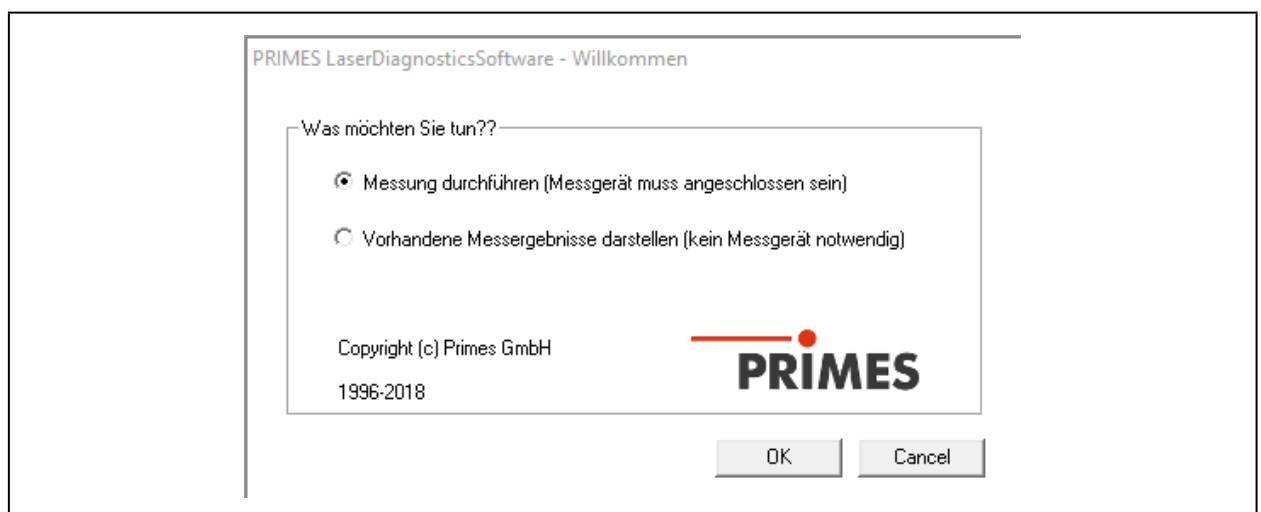 PRIMES LaserDiagnosticsSoftware - Willkommen
Was möchten Sie tun??
Messung durchführen (Messgerät muss angeschlossen sein)
Vorhandene Messergebnisse darstellen (kein Messgerät notwendig)
Copyright (c) Primes GmbH
1996-2018
PRIMES
OK
Cancel